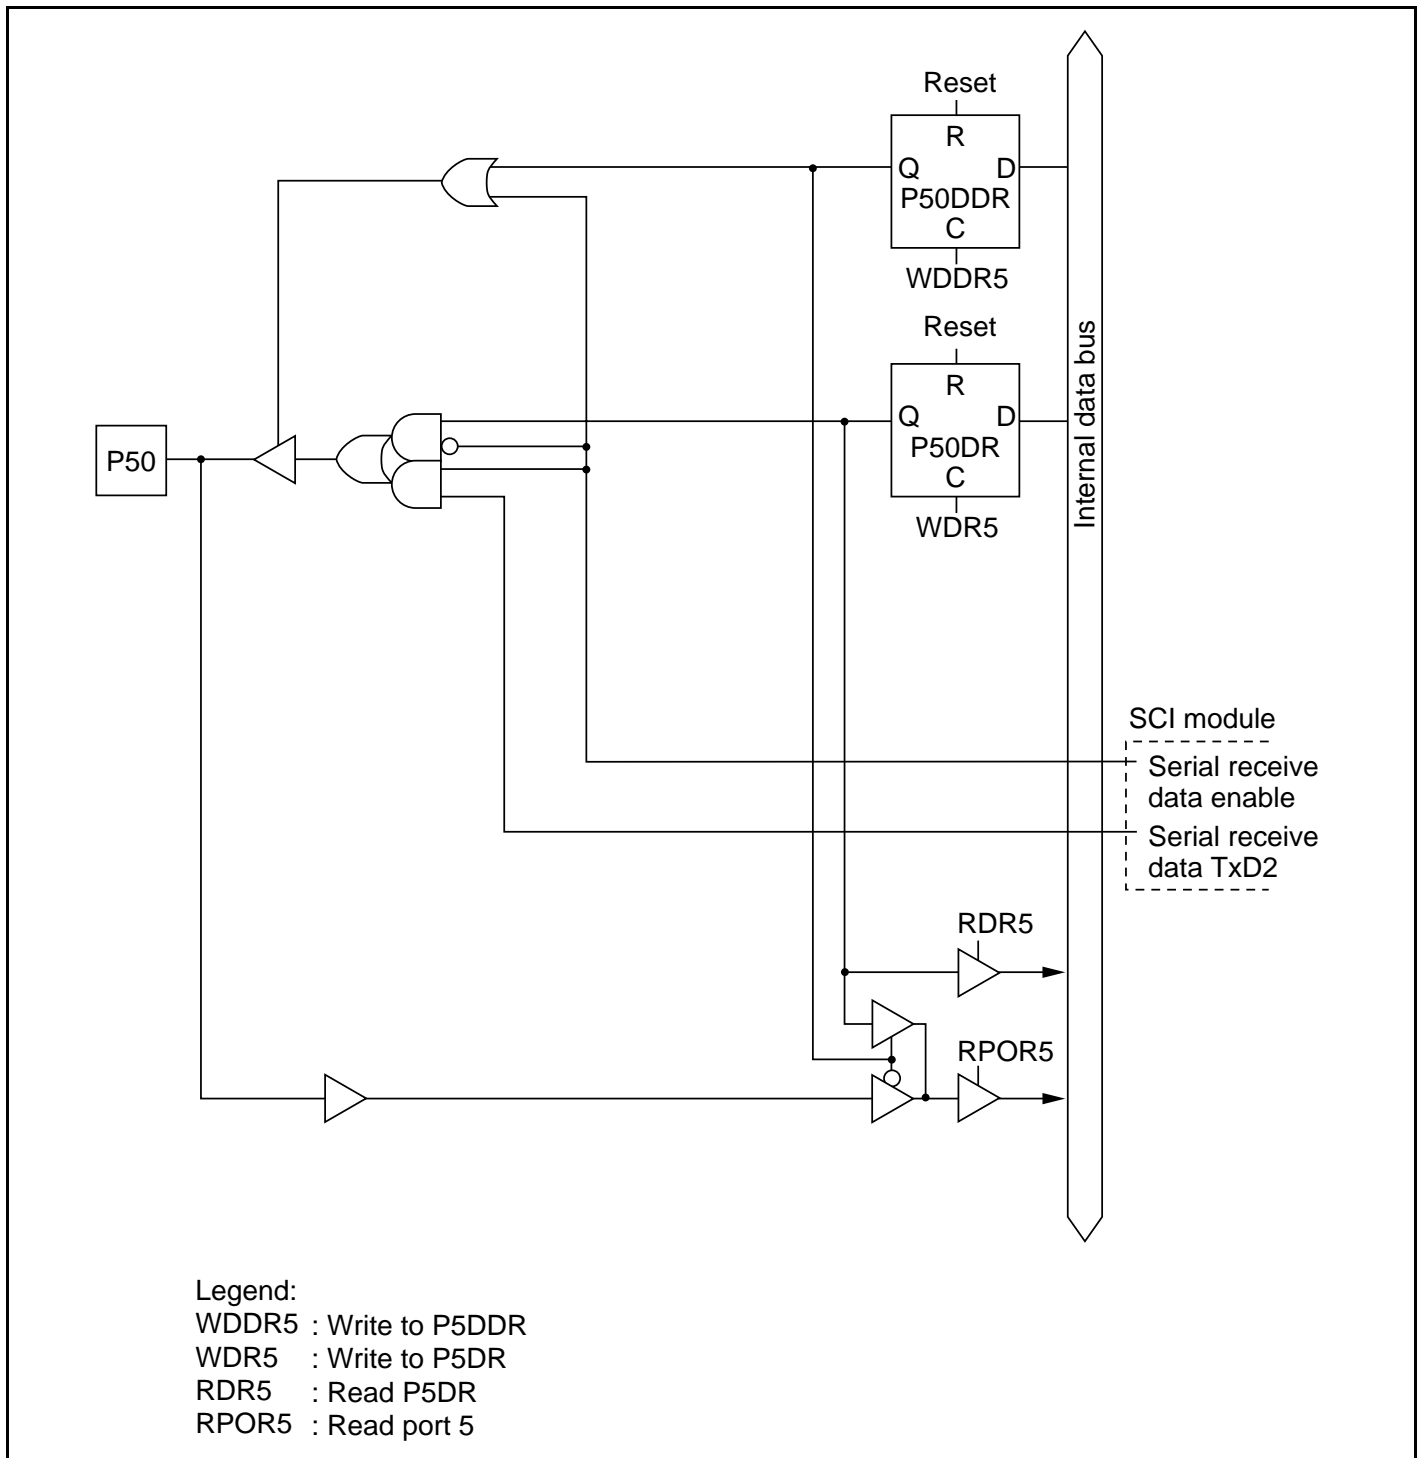 Reset
R
Q D
P50DDR
C
WDDR5
Reset
R
Q D
P50DR
C
WDR5
P50
Internal data bus
SCI module
Serial receive
data enable
Serial receive
data TxD2
RDR5
RPOR5
Legend:
WDDR5 : Write to P5DDR
WDR5 : Write to P5DR
RDR5 : Read P5DR
RPOR5 : Read port 5